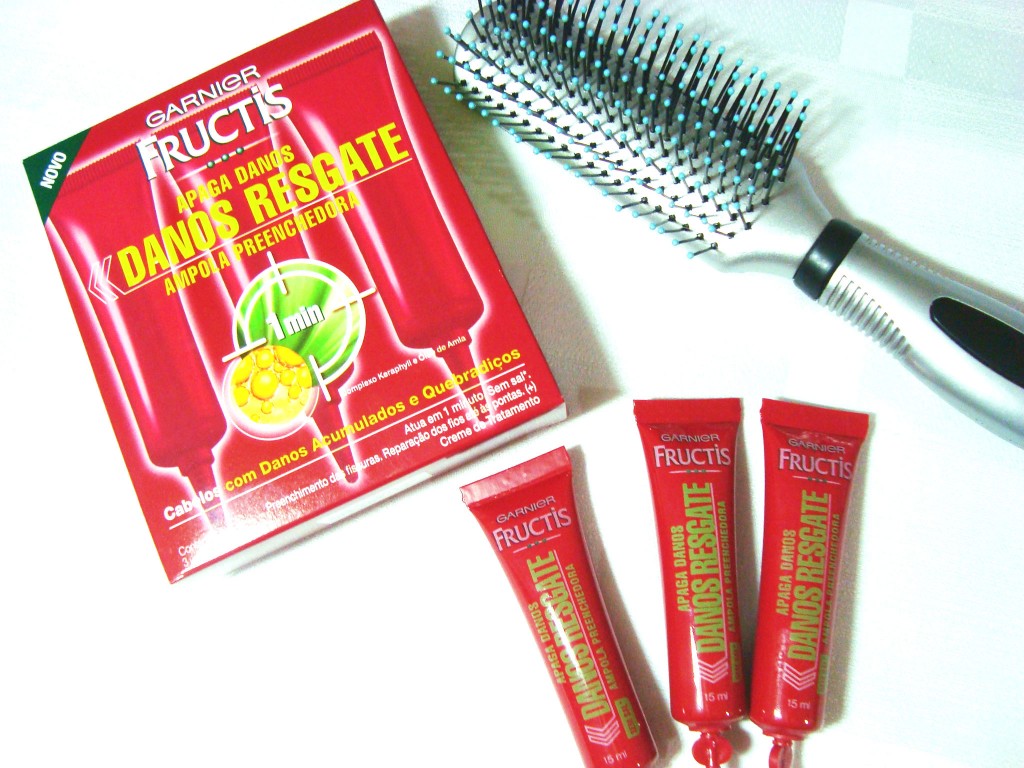 NOVO
GARNIER
FRUCTIS
APAGA DANOS
DANOS RESGATE
AMPOLA PREENCHEDORA
1 min
Complexo Keraphyll e Óleo de Amla
Cabelos com Danos Acumulados e Quebradiços
Atua em 1 minuto. Sem sal*.
Preenchimento das fissuras. Reparação dos fios até às pontas. (+)
Creme de Tratamento
GARNIER
FRUCTIS
APAGA DANOS
DANOS RESGATE
AMPOLA PREENCHEDORA
15 ml
GARNIER
FRUCTIS
APAGA DANOS
DANOS RESGATE
AMPOLA PREENCHEDORA
15 ml
GARNIER
FRUCTIS
APAGA DANOS
DANOS RESGATE
AMPOLA PREENCHEDORA
15 ml